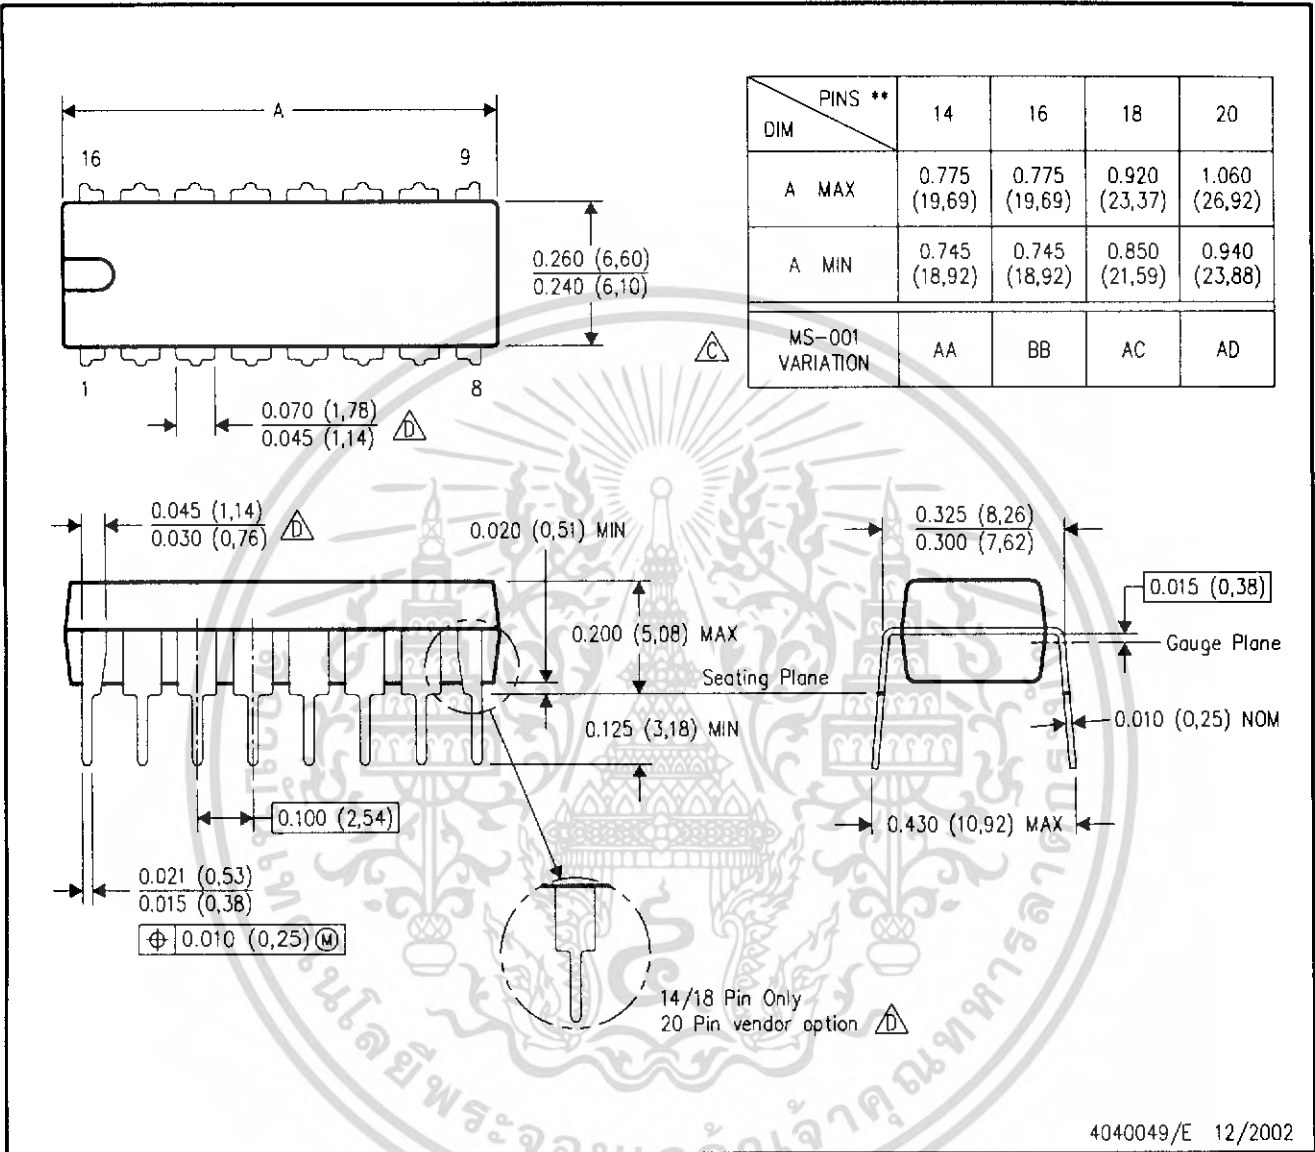 A
16 9
0.260 (6,60)
0.240 (6,10)
1 8
0.070 (1,78)
0.045 (1,14)
D
PINS ** 14 16 18 20
DIM
A MAX 0.775 (19,69) 0.775 (19,69) 0.920 (23,37) 1.060 (26,92)
A MIN 0.745 (18,92) 0.745 (18,92) 0.850 (21,59) 0.940 (23,88)
C
MS-001 VARIATION AA BB AC AD
0.045 (1,14)
0.030 (0,76)
D
0.020 (0,51) MIN
0.200 (5,08) MAX
Seating Plane
0.125 (3,18) MIN
0.100 (2,54)
0.021 (0,53)
0.015 (0,38)
⌖ 0.010 (0,25) Ⓜ
0.325 (8,26)
0.300 (7,62)
0.015 (0,38)
Gauge Plane
0.010 (0,25) NOM
0.430 (10,92) MAX
14/18 Pin Only
20 Pin vendor option
D
4040049/E 12/2002